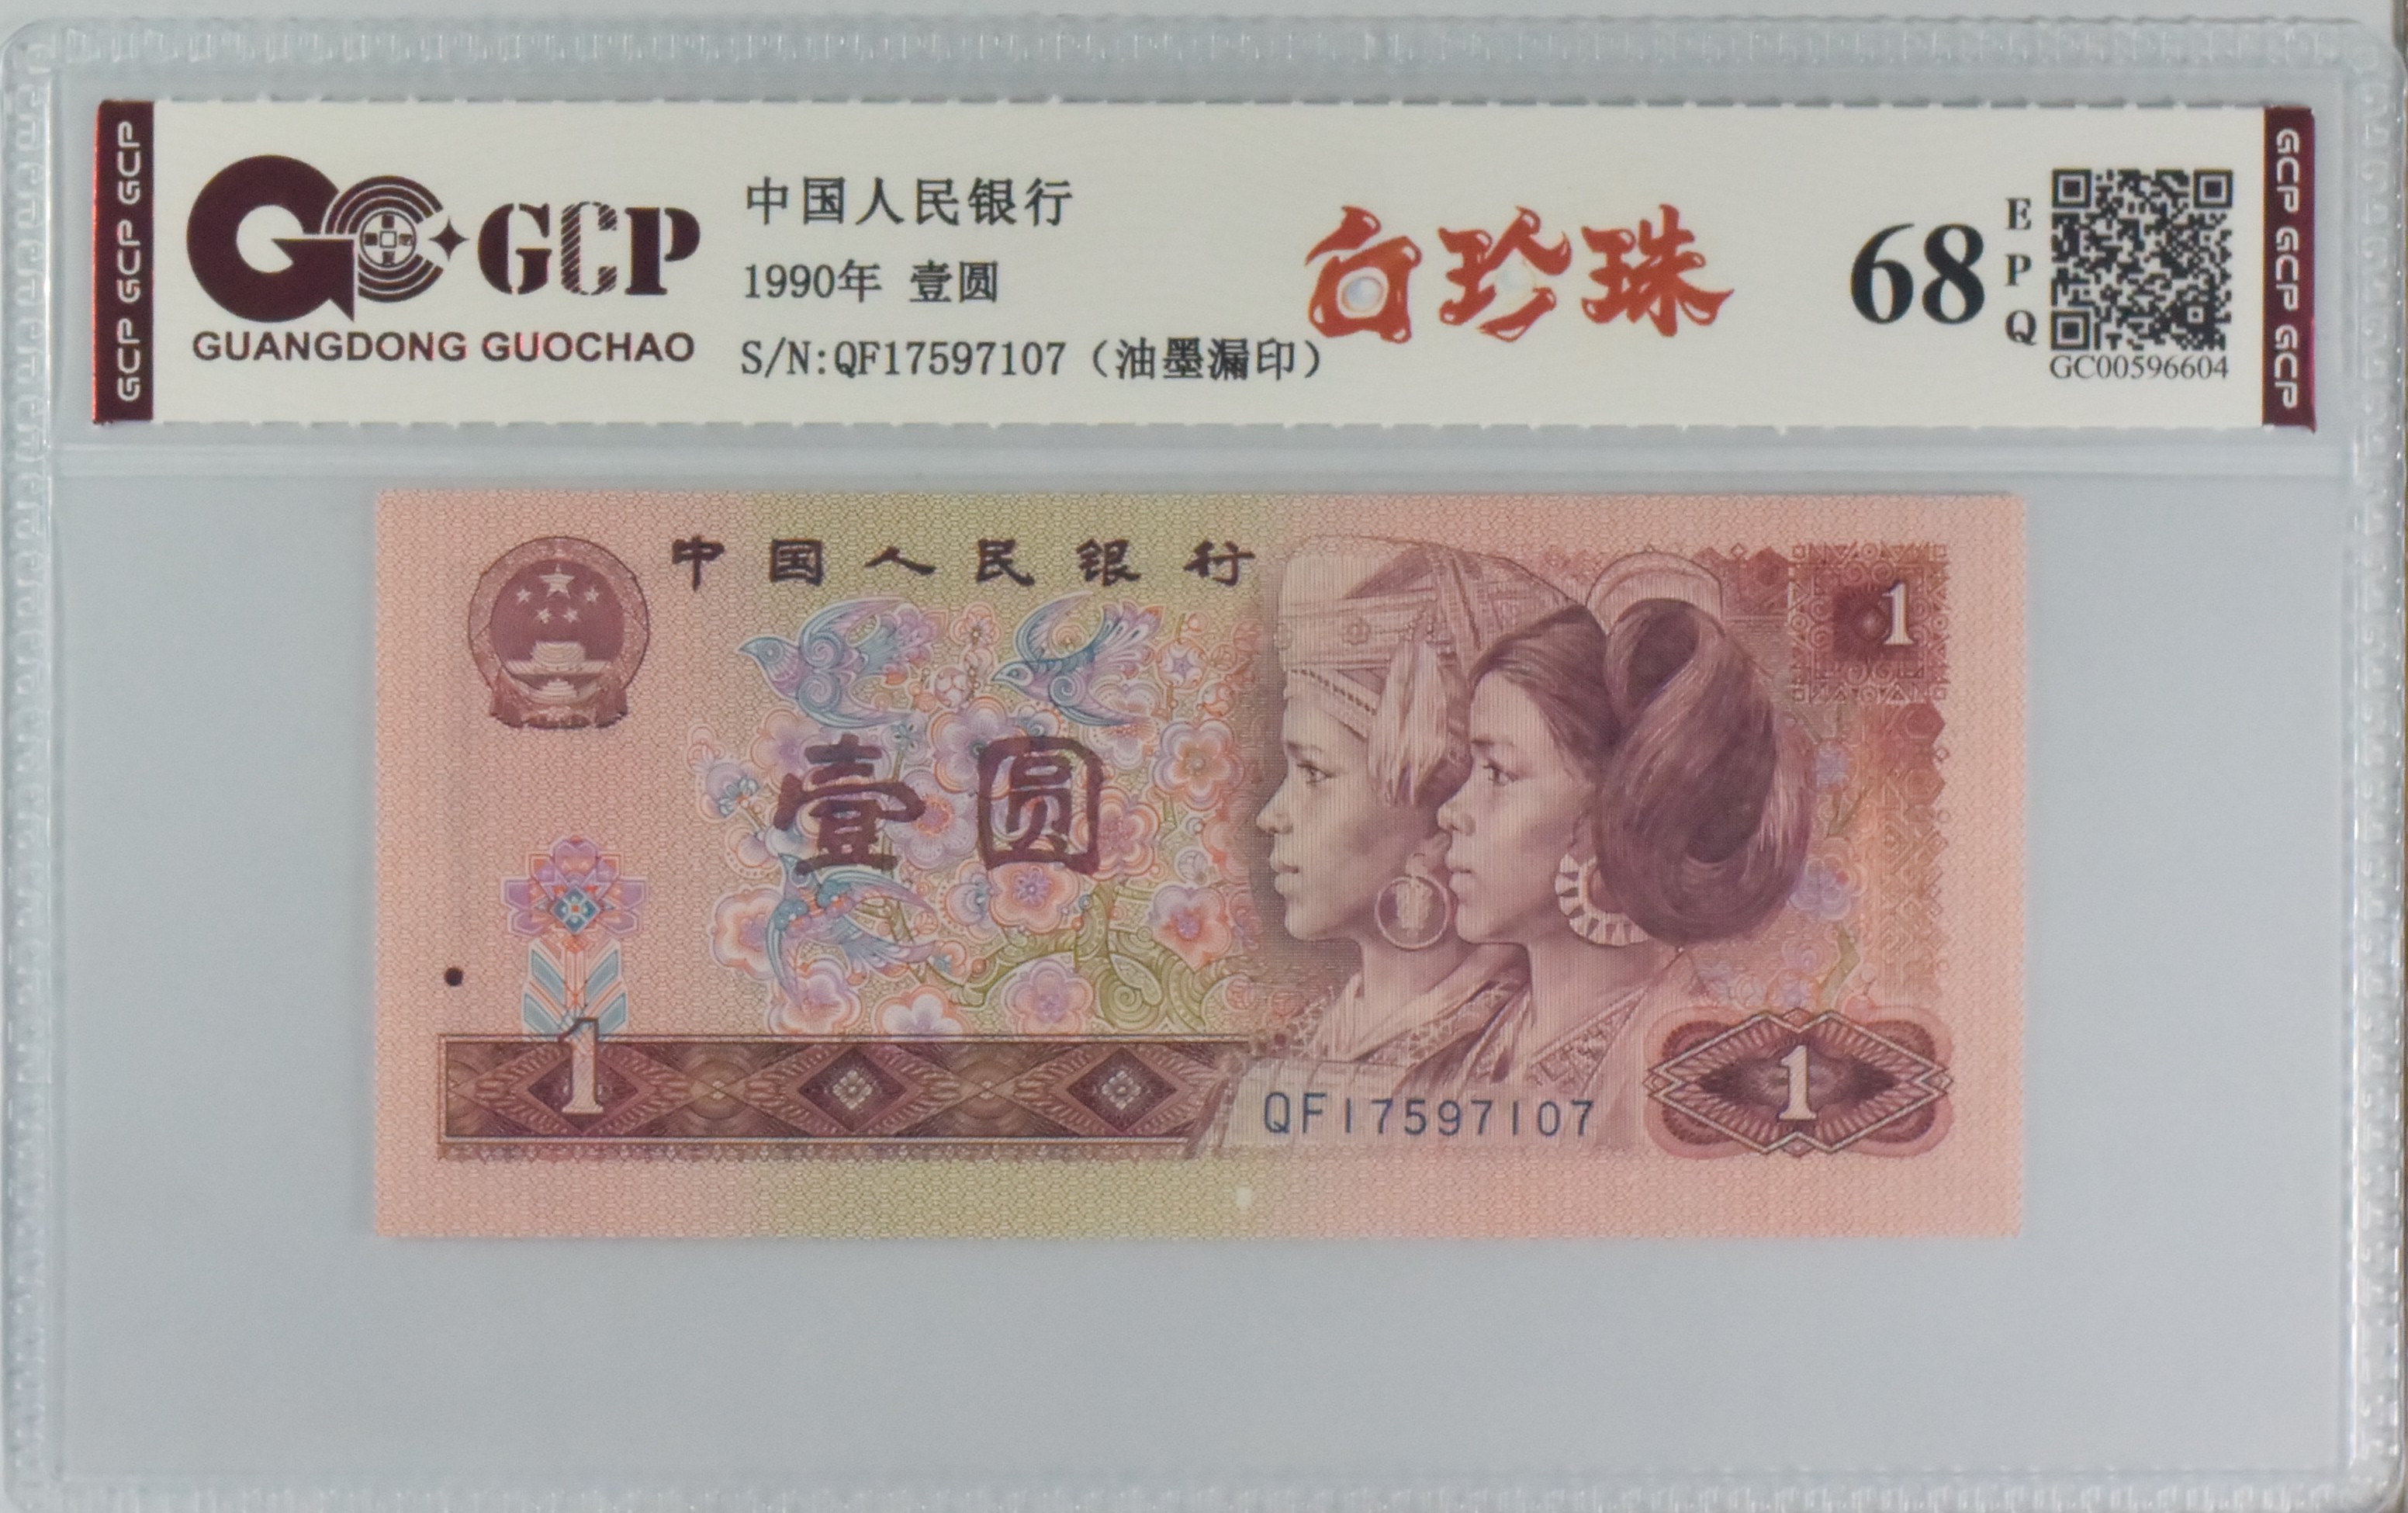 GCP GCP GCP
GCP
GUANGDONG GUOCHAO
中国人民银行
1990年 壹圆
S/N:QF17597107（油墨漏印）
白珍珠
68
EPQ
GC00596604
GCP GCP GCP
中国人民银行
1
壹圆
1
QF17597107
1